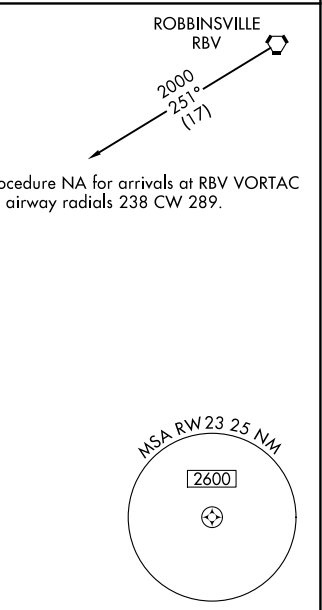 ROBBINSVILLE
RBV
2000
251°
(17)
ocedure NA for arrivals at RBV VORTAC
airway radials 238 CW 289.
MSA RW 23 25 NM
2600